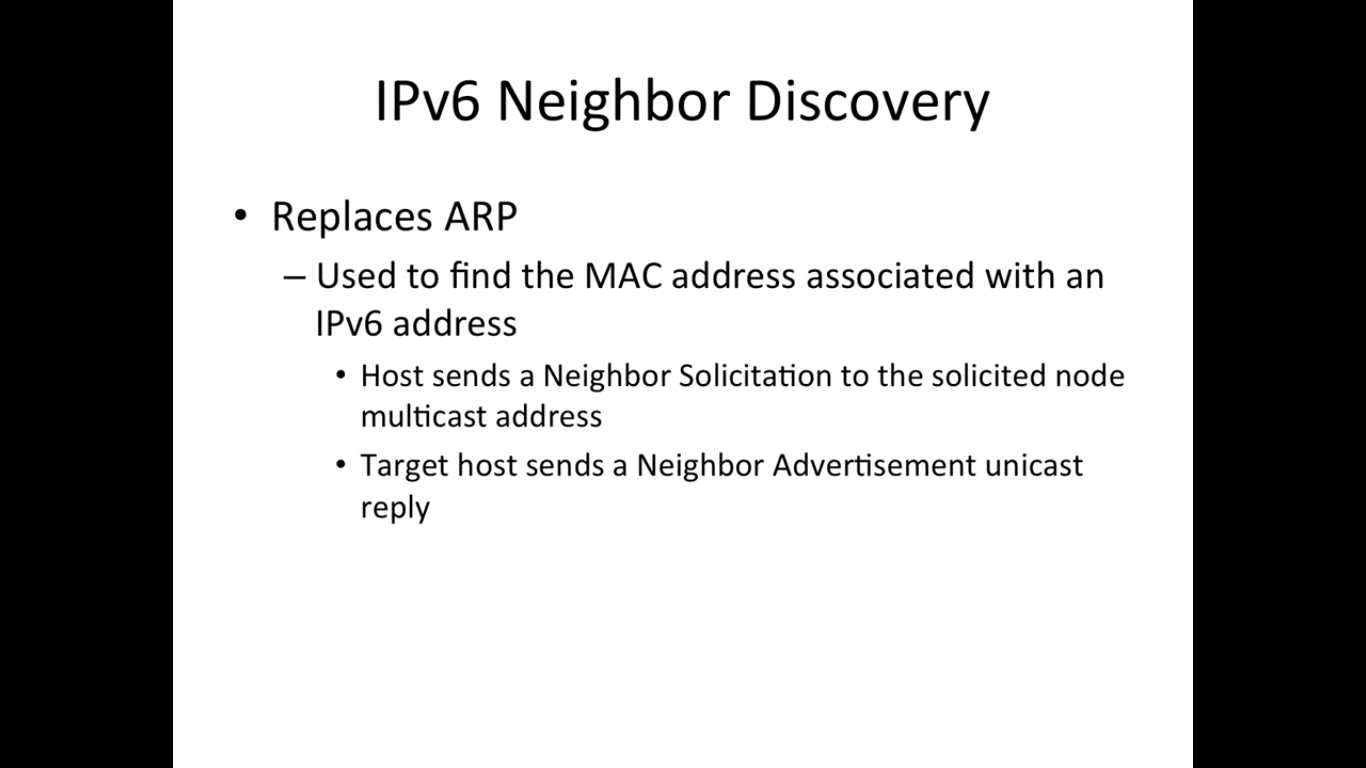 IPv6 Neighbor Discovery
• Replaces ARP
– Used to find the MAC address associated with an
IPv6 address
• Host sends a Neighbor Solicitation to the solicited node
multicast address
• Target host sends a Neighbor Advertisement unicast
reply